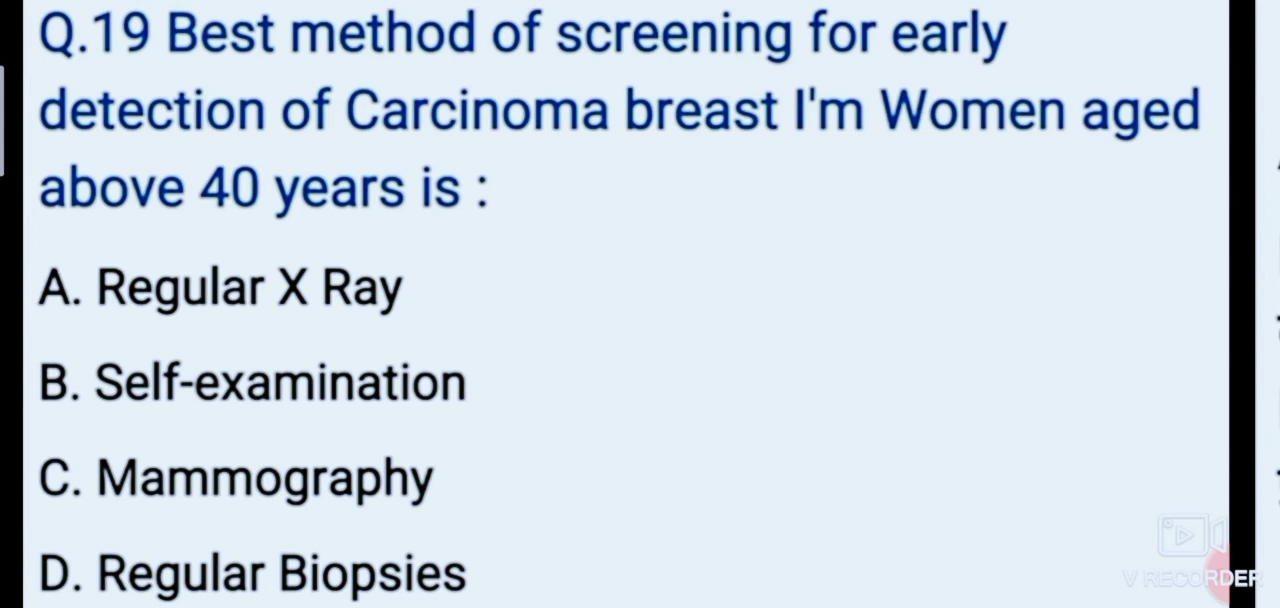 Q.19 Best method of screening for early
detection of Carcinoma breast I'm Women aged
above 40 years is :
A. Regular X Ray
B. Self-examination
C. Mammography
D. Regular Biopsies
V RECORDER